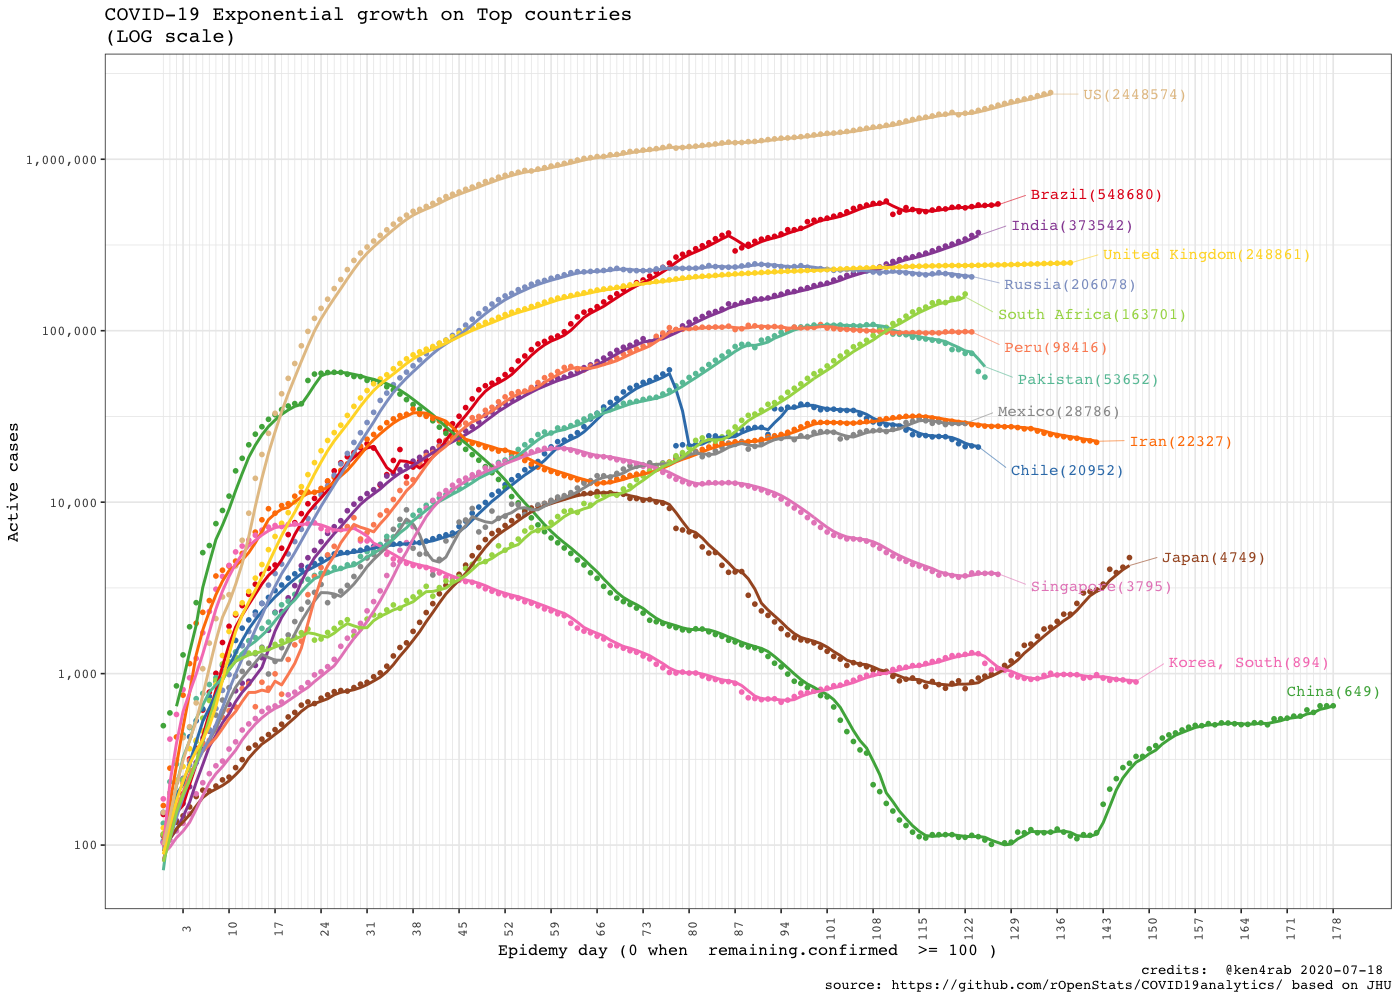 COVID-19 Exponential growth on Top countries
(LOG scale)
Active cases
1,000,000
100,000
10,000
1,000
100
US(2448574)
Brazil(548680)
India(373542)
United Kingdom(248861)
Russia(206078)
South Africa(163701)
Peru(98416)
Pakistan(53652)
Mexico(28786)
Iran(22327)
Chile(20952)
Japan(4749)
Singapore(3795)
Korea, South(894)
China(649)
3 10 17 24 31 38 45 52 59 66 73 80 87 94 101 108 115 122 129 136 143 150 157 164 171 178
Epidemy day (0 when remaining.confirmed >= 100 )
credits: @ken4rab 2020-07-18
source: https://github.com/rOpenStats/COVID19analytics/ based on JHU